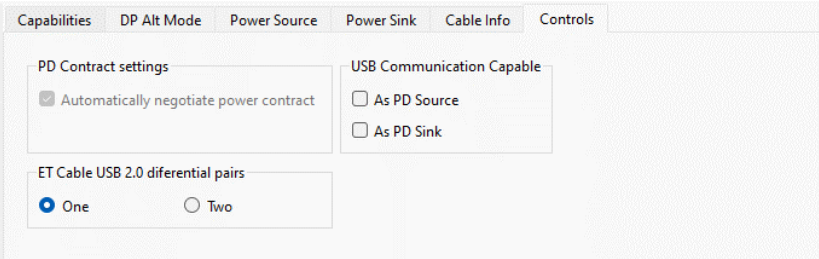 Capabilities DP Alt Mode Power Source Power Sink Cable Info Controls
PD Contract settings
Automatically negotiate power contract
USB Communication Capable
As PD Source
As PD Sink
ET Cable USB 2.0 diferential pairs
One Two